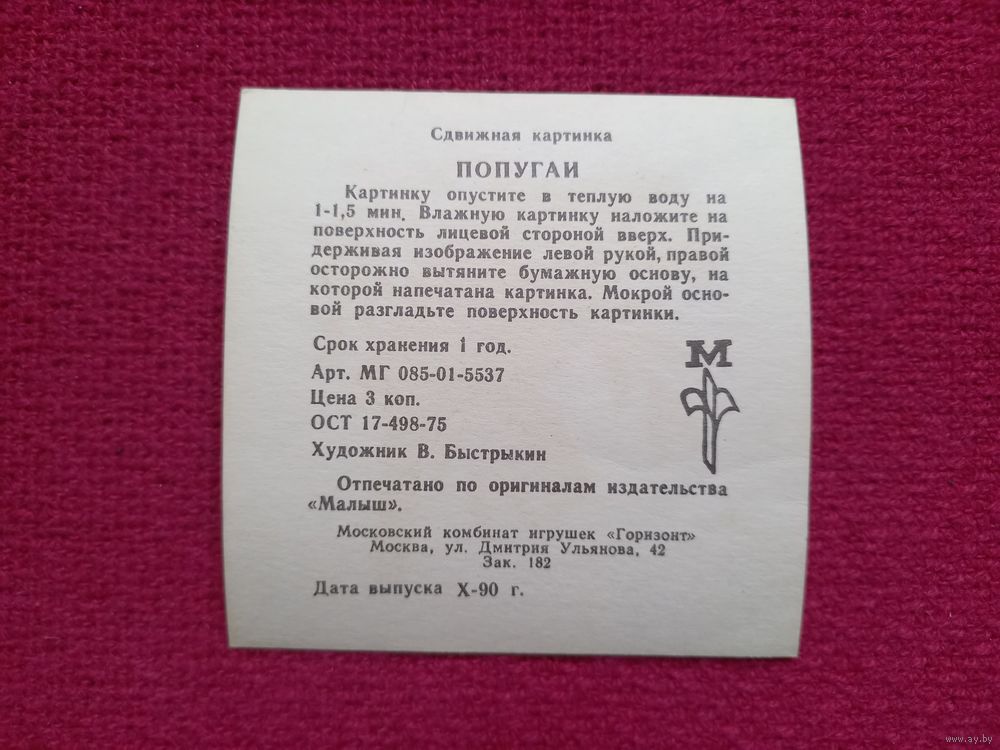 Сдвижная картинка
ПОПУГАИ
Картинку опустите в теплую воду на
1-1,5 мин. Влажную картинку наложите на
поверхность лицевой стороной вверх. При-
держивая изображение левой рукой, правой
осторожно вытяните бумажную основу, на
которой напечатана картинка. Мокрой осно-
вой разгладьте поверхность картинки.
Срок хранения 1 год.
Арт. МГ 085-01-5537
Цена 3 коп.
ОСТ 17-498-75
Художник В. Быстрыкин
М
Отпечатано по оригиналам издательства
«Малыш».
Московский комбинат игрушек «Горизонт»
Москва, ул. Дмитрия Ульянова, 42
Зак. 182
Дата выпуска X-90 г.
www.ay.by